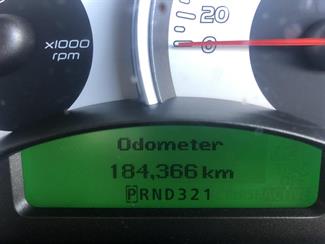 x1000
rpm
20
0
Odometer
184,366 km
PRND321